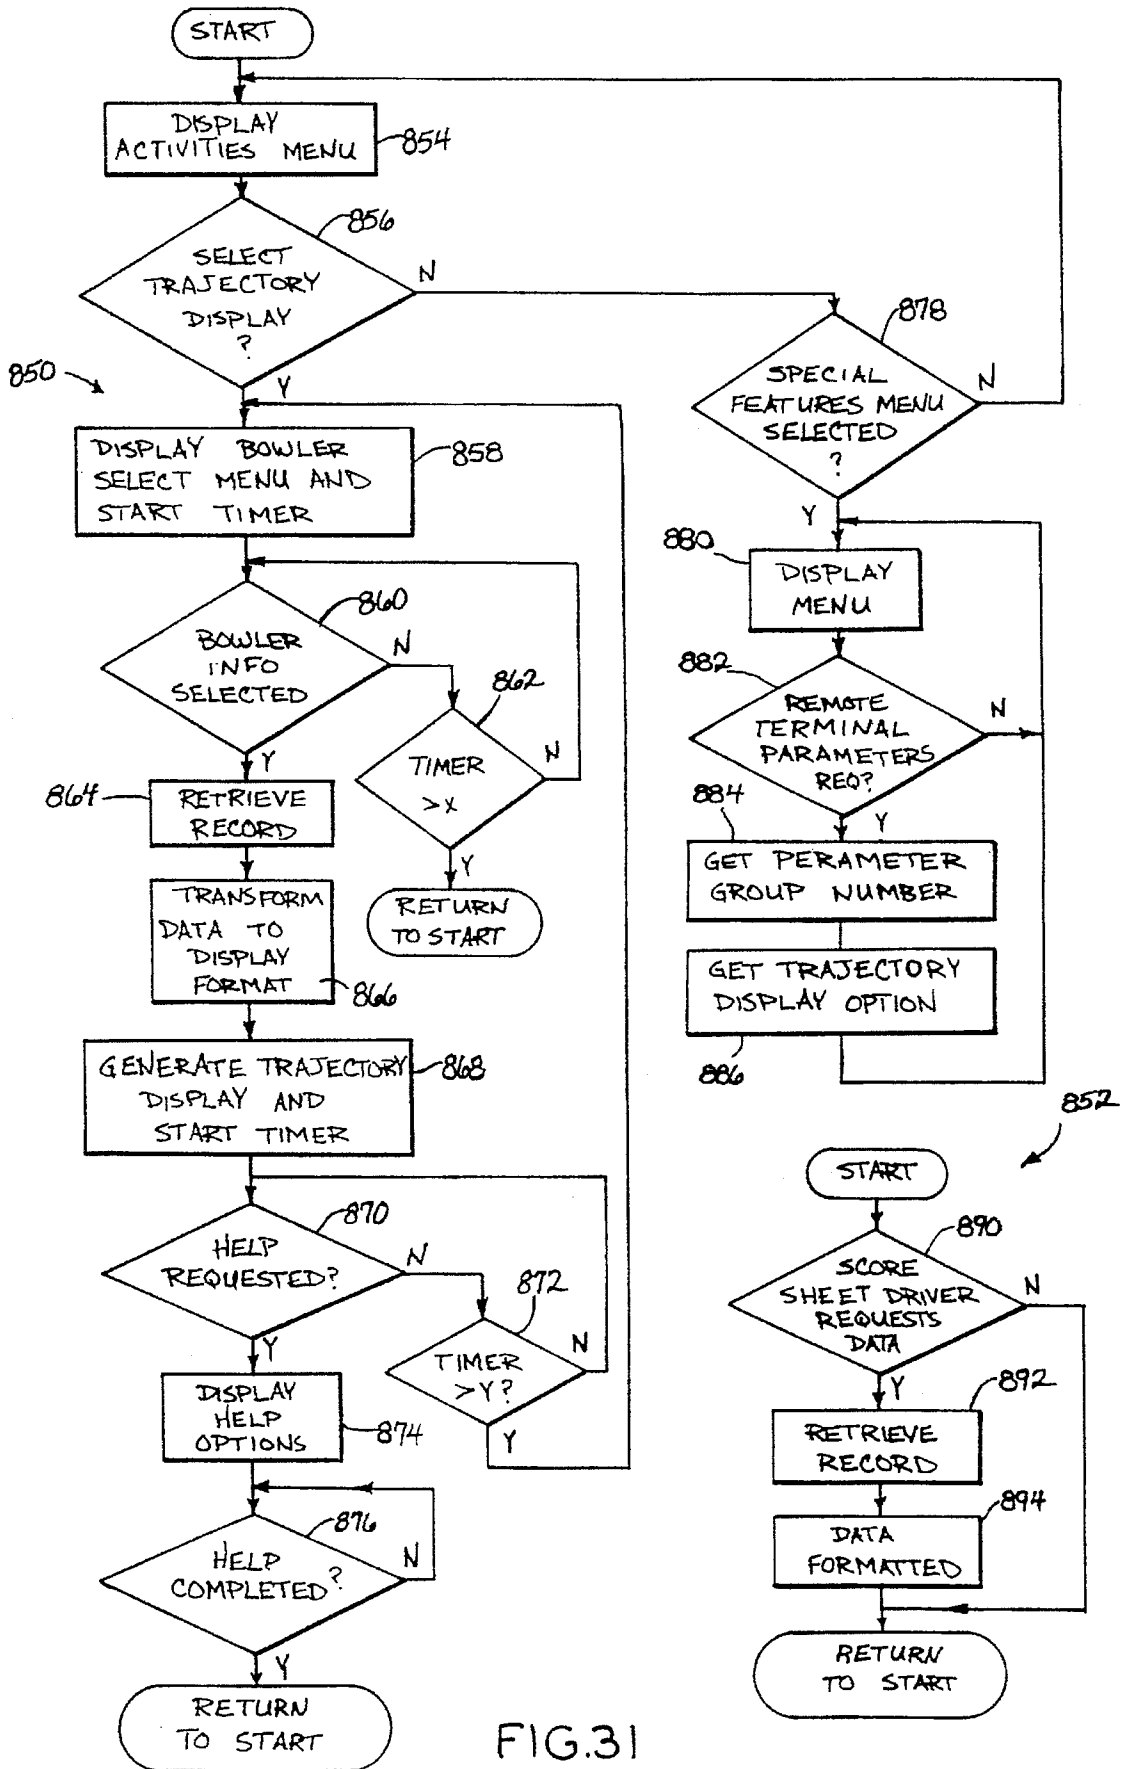 START
DISPLAY
ACTIVITIES MENU
854
856
SELECT
TRAJECTORY
DISPLAY
?
N
Y
850
DISPLAY BOWLER
SELECT MENU AND
START TIMER
858
860
BOWLER
INFO
SELECTED
N
Y
862
TIMER
>X
N
Y
RETURN
TO START
864
RETRIEVE
RECORD
TRANSFORM
DATA TO
DISPLAY
FORMAT
866
GENERATE TRAJECTORY
DISPLAY AND
START TIMER
868
870
HELP
REQUESTED?
N
Y
872
TIMER
>Y?
N
Y
DISPLAY
HELP
OPTIONS
874
876
HELP
COMPLETED?
N
Y
RETURN
TO START
878
SPECIAL
FEATURES MENU
SELECTED
?
N
Y
880
DISPLAY
MENU
882
REMOTE
TERMINAL
PARAMETERS
REQ?
N
Y
884
GET PERAMETER
GROUP NUMBER
GET TRAJECTORY
DISPLAY OPTION
886
852
START
890
SCORE
SHEET DRIVER
REQUESTS
DATA
N
Y
892
RETRIEVE
RECORD
894
DATA
FORMATTED
RETURN
TO START
FIG.31